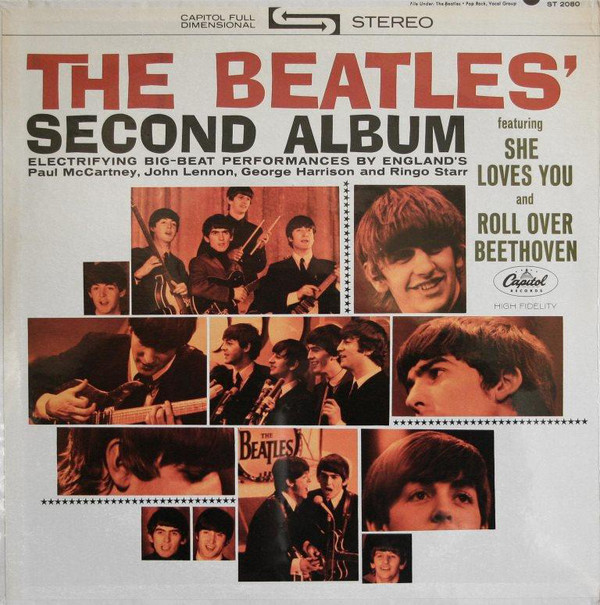 File Under: The Beatles • Pop Rock, Vocal Group
ST 2080
CAPITOL FULL
DIMENSIONAL
STEREO
THE BEATLES'
SECOND ALBUM
ELECTRIFYING BIG-BEAT PERFORMANCES BY ENGLAND'S
Paul McCartney, John Lennon, George Harrison and Ringo Starr
featuring
SHE
LOVES YOU
and
ROLL OVER
BEETHOVEN
Capitol
RECORDS
HIGH FIDELITY
THE
BEATLES